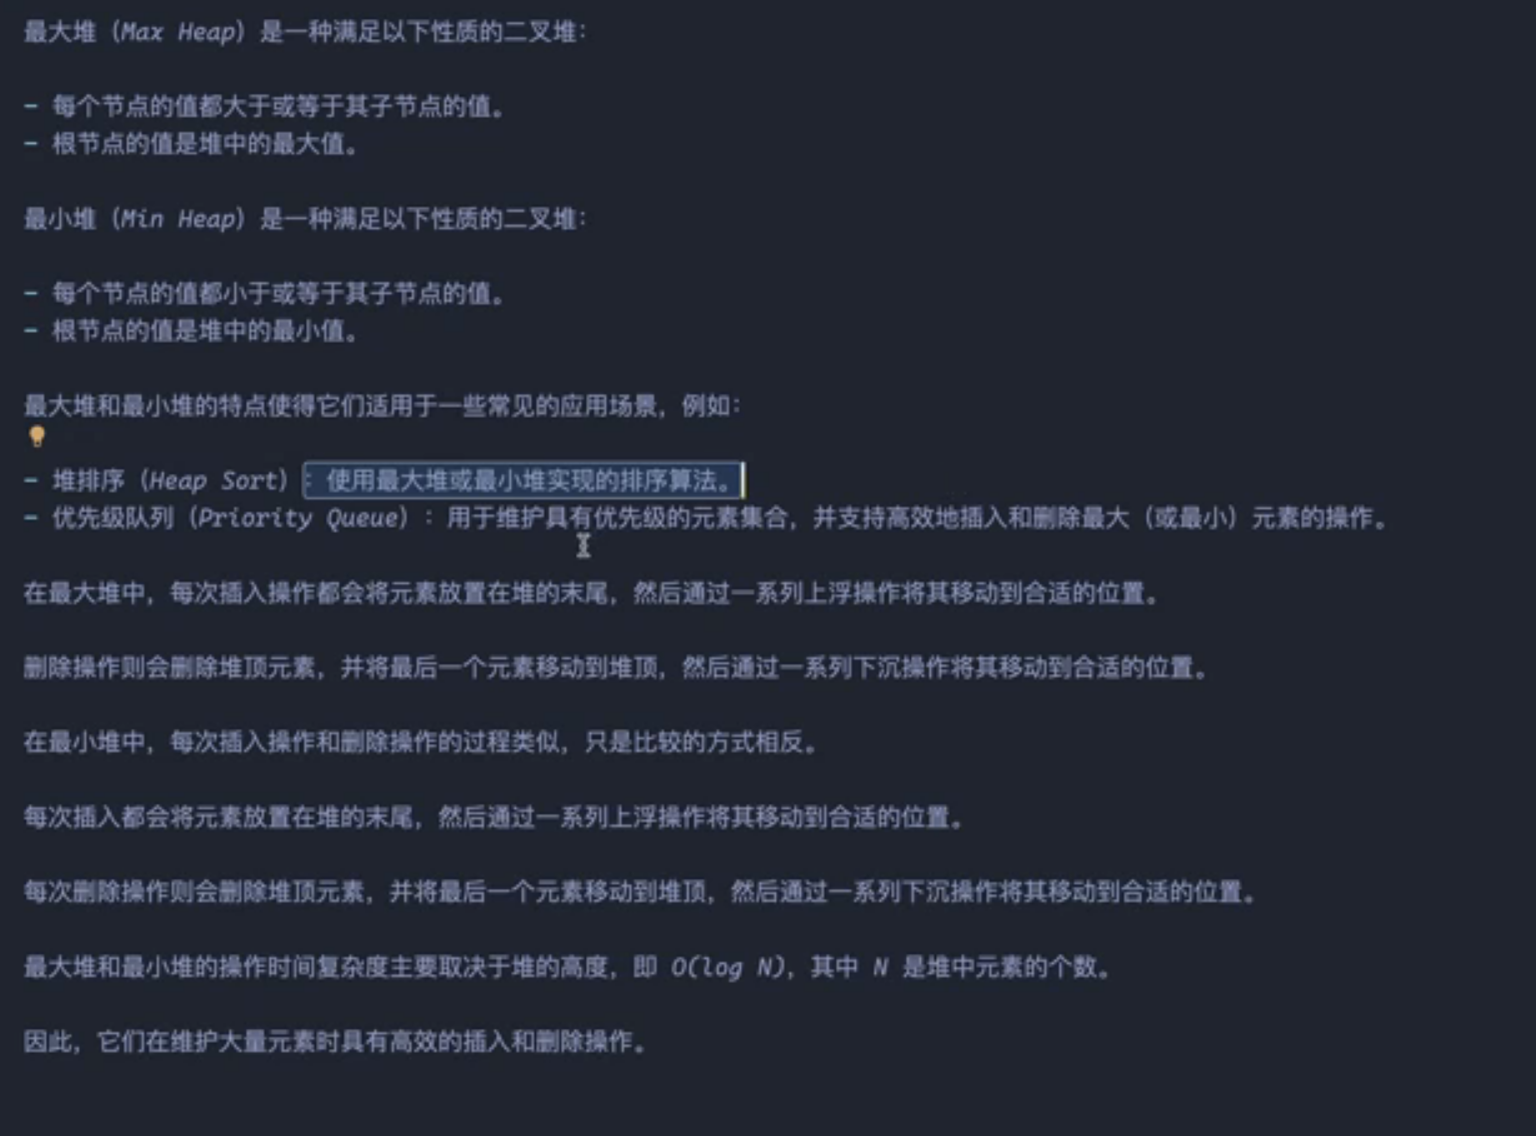 最大堆（Max Heap）是一种满足以下性质的二叉堆：
- 每个节点的值都大于或等于其子节点的值。
- 根节点的值是堆中的最大值。
最小堆（Min Heap）是一种满足以下性质的二叉堆：
- 每个节点的值都小于或等于其子节点的值。
- 根节点的值是堆中的最小值。
最大堆和最小堆的特点使得它们适用于一些常见的应用场景，例如：
- 堆排序（Heap Sort）：使用最大堆或最小堆实现的排序算法。
- 优先级队列（Priority Queue）：用于维护具有优先级的元素集合，并支持高效地插入和删除最大（或最小）元素的操作。
在最大堆中，每次插入操作都会将元素放置在堆的末尾，然后通过一系列上浮操作将其移动到合适的位置。
删除操作则会删除堆顶元素，并将最后一个元素移动到堆顶，然后通过一系列下沉操作将其移动到合适的位置。
在最小堆中，每次插入操作和删除操作的过程类似，只是比较的方式相反。
每次插入都会将元素放置在堆的末尾，然后通过一系列上浮操作将其移动到合适的位置。
每次删除操作则会删除堆顶元素，并将最后一个元素移动到堆顶，然后通过一系列下沉操作将其移动到合适的位置。
最大堆和最小堆的操作时间复杂度主要取决于堆的高度，即 O(log N)，其中 N 是堆中元素的个数。
因此，它们在维护大量元素时具有高效的插入和删除操作。